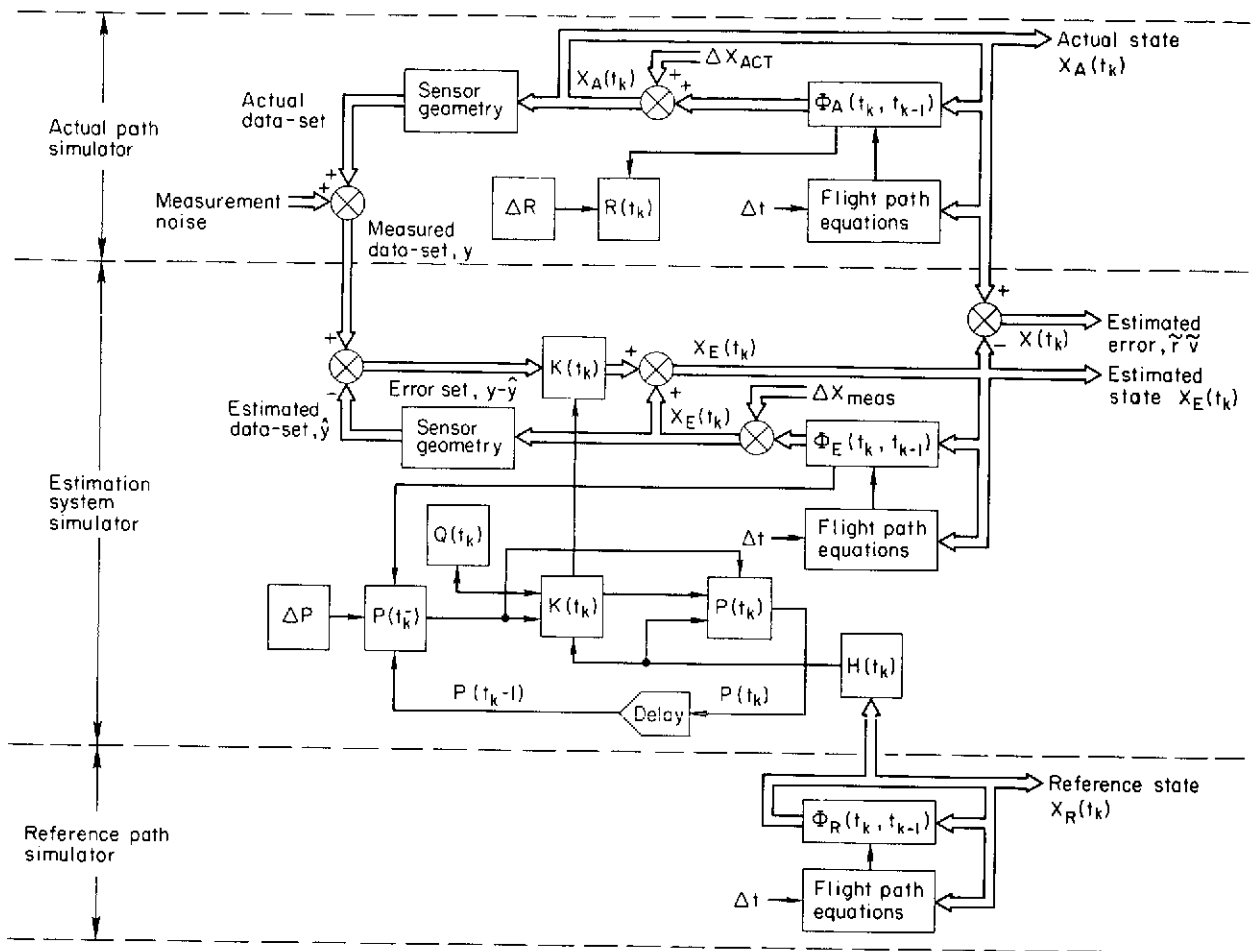 Actual state
X_A(t_k)
ΔX_ACT
+
+
X_A(t_k)
Sensor
geometry
Φ_A(t_k, t_k-1)
Actual
data-set
Actual path
simulator
+
+
Measurement
noise
ΔR
R(t_k)
Δt
Flight path
equations
Measured
data-set, y
+
X(t_k)
Estimated
error, r̃ ṽ
-
+
K(t_k)
+
X_E(t_k)
Estimated
state X_E(t_k)
Error set, y-ŷ
+
ΔX_meas
-
Estimated
data-set, ŷ
Sensor
geometry
X_E(t_k)
Φ_E(t_k, t_k-1)
Estimation
system
simulator
Q(t_k)
Δt
Flight path
equations
ΔP
P(t_k^-)
K(t_k)
P(t_k)
H(t_k)
P(t_k-1)
Delay
P(t_k)
Reference state
X_R(t_k)
Φ_R(t_k, t_k-1)
Reference path
simulator
Δt
Flight path
equations